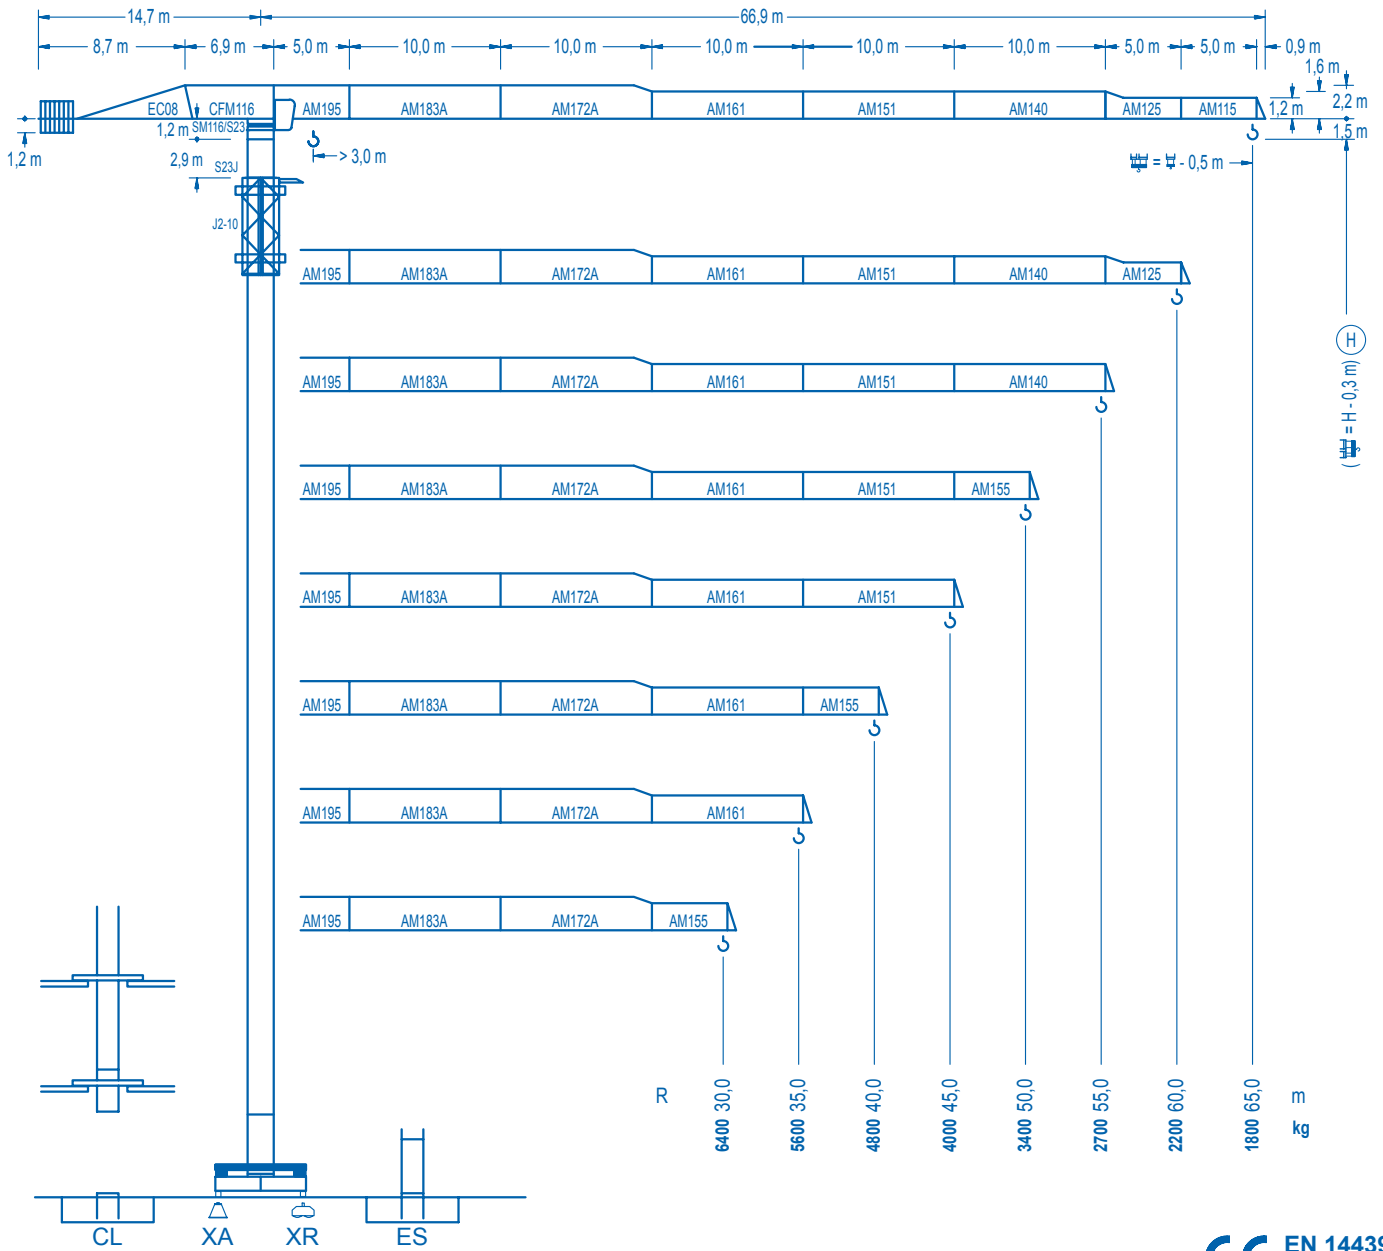 14,7 m 66,9 m
8,7 m 6,9 m 5,0 m 10,0 m 10,0 m 10,0 m 10,0 m 10,0 m 5,0 m 5,0 m 0,9 m
1,6 m
2,2 m
1,2 m
1,5 m
EC08 CFM116 AM195 AM183A AM172A AM161 AM151 AM140 AM125 AM115
1,2 m SM116/S23J
1,2 m
> 3,0 m
= - 0,5 m
2,9 m S23J
J2-10
AM195 AM183A AM172A AM161 AM151 AM140 AM125
H
( = H - 0,3 m)
AM195 AM183A AM172A AM161 AM151 AM140
AM195 AM183A AM172A AM161 AM151 AM155
AM195 AM183A AM172A AM161 AM151
AM195 AM183A AM172A AM161 AM155
AM195 AM183A AM172A AM161
AM195 AM183A AM172A AM155
R 30,0 35,0 40,0 45,0 50,0 55,0 60,0 65,0 m
6400 5600 4800 4000 3400 2700 2200 1800 kg
CL XA XR ES
CE EN 14439